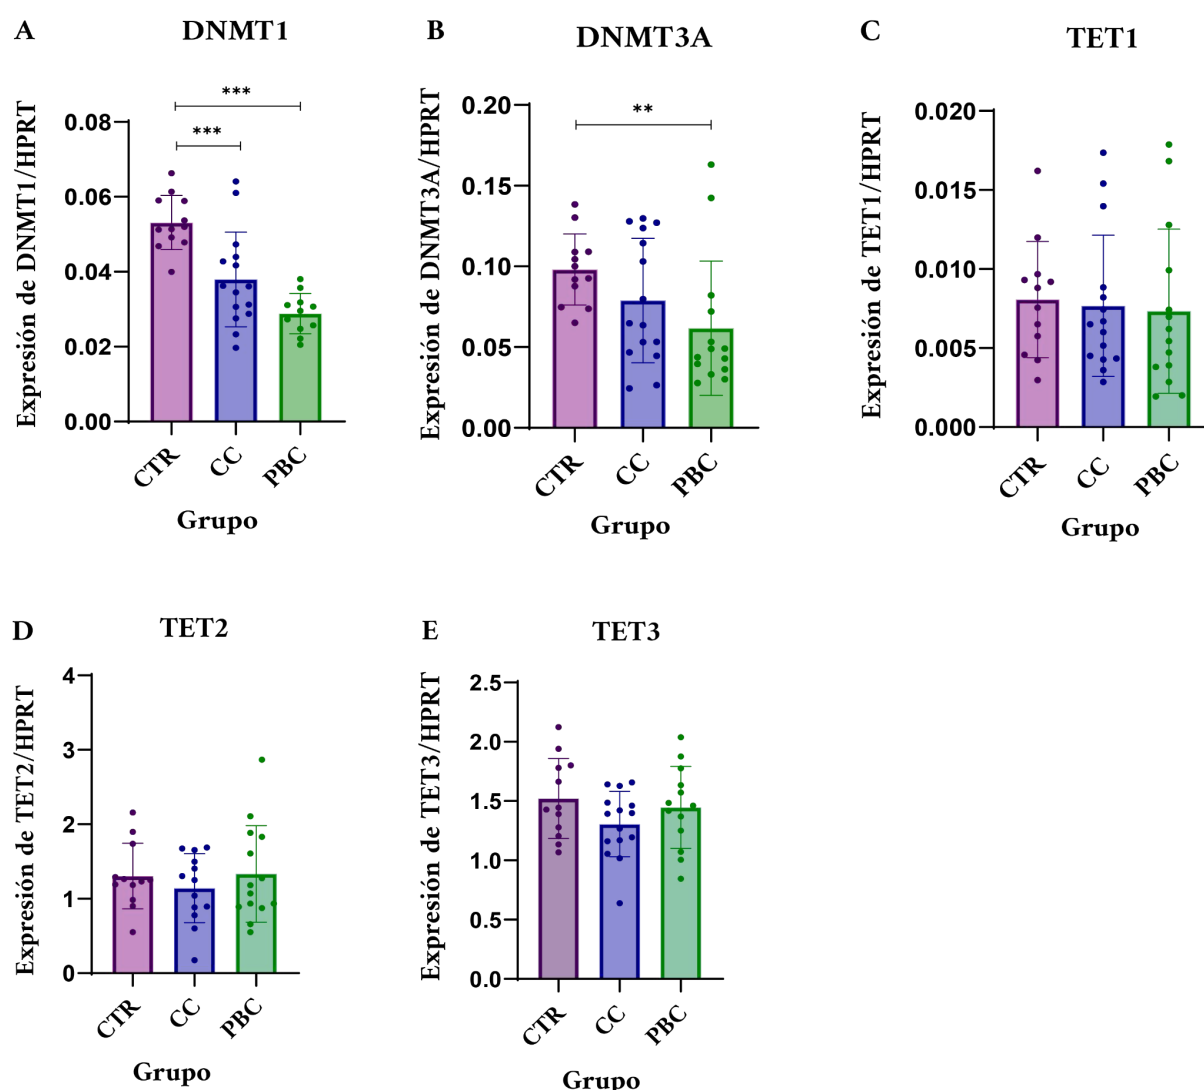 A
DNMT1
Expresión de DNMT1/HPRT
0.08
0.06
0.04
0.02
0.00
***
***
CTR
CC
PBC
Grupo
B
DNMT3A
Expresión de DNMT3A/HPRT
0.20
0.15
0.10
0.05
0.00
**
CTR
CC
PBC
Grupo
C
TET1
Expresión de TET1/HPRT
0.020
0.015
0.010
0.005
0.000
CTR
CC
PBC
Grupo
D
TET2
Expresión de TET2/HPRT
4
3
2
1
0
CTR
CC
PBC
Grupo
E
TET3
Expresión de TET3/HPRT
2.5
2.0
1.5
1.0
0.5
0.0
CTR
CC
PBC
Grupo